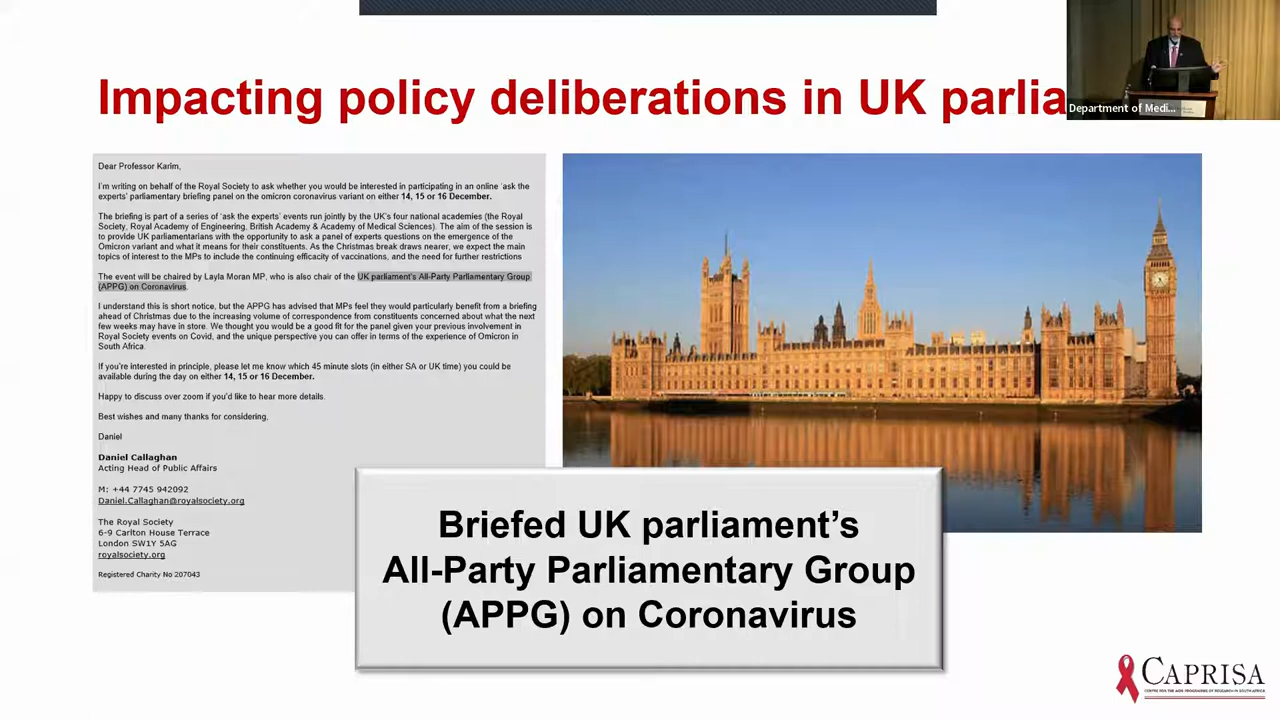 Impacting policy deliberations in UK parlia
Department of Medi...
Dear Professor Karim,
I'm writing on behalf of the Royal Society to ask whether you would be interested in participating in an online 'ask the
experts' parliamentary briefing panel on the omicron coronavirus variant on either 14, 15 or 16 December.
The briefing is part of a series of 'ask the experts' events run jointly by the UK's four national academies (the Royal
Society, Royal Academy of Engineering, British Academy & Academy of Medical Sciences). The aim of the session is
to provide UK parliamentarians with the opportunity to ask a panel of experts questions on the emergence of the
Omicron variant and what it means for their constituents. As the Christmas break draws nearer, we expect the main
topics of interest to the MPs to include the continuing efficacy of vaccinations, and the need for further restrictions
The event will be chaired by Layla Moran MP, who is also chair of the UK parliament's All-Party Parliamentary Group
(APPG) on Coronavirus.
I understand this is short notice, but the APPG has advised that MPs feel they would particularly benefit from a briefing
ahead of Christmas due to the increasing volume of correspondence from constituents concerned about what the next
few weeks may have in store. We thought you would be a good fit for the panel given your previous involvement in
Royal Society events on Covid, and the unique perspective you can offer in terms of the experience of Omicron in
South Africa.
If you're interested in principle, please let me know which 45 minute slots (in either SA or UK time) you could be
available during the day on either 14, 15 or 16 December.
Happy to discuss over zoom if you'd like to hear more details.
Best wishes and many thanks for considering,
Daniel
Daniel Callaghan
Acting Head of Public Affairs
M: +44 7745 942092
Daniel.Callaghan@royalsociety.org
The Royal Society
6-9 Carlton House Terrace
London SW1Y 5AG
royalsociety.org
Registered Charity No 207043
Briefed UK parliament's
All-Party Parliamentary Group
(APPG) on Coronavirus
CAPRISA
CENTRE FOR THE AIDS PROGRAMME OF RESEARCH IN SOUTH AFRICA